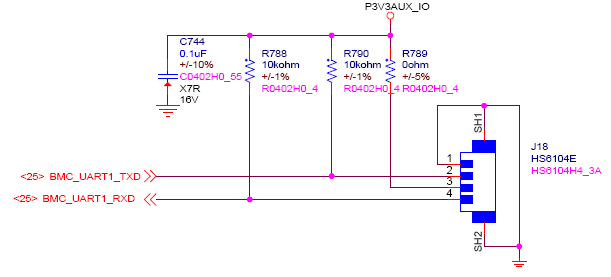 P3V3AUX_IO
C744
0.1uF
+/-10%
C0402H0_55
X7R
16V
R788
10kohm
+/-1%
R0402H0_4
R790
10kohm
+/-1%
R0402H0_4
R789
0ohm
+/-5%
R0402H0_4
SH1
J18
HS6104E
HS6104H4_3A
1
2
3
4
<25> BMC_UART1_TXD
<25> BMC_UART1_RXD
SH2